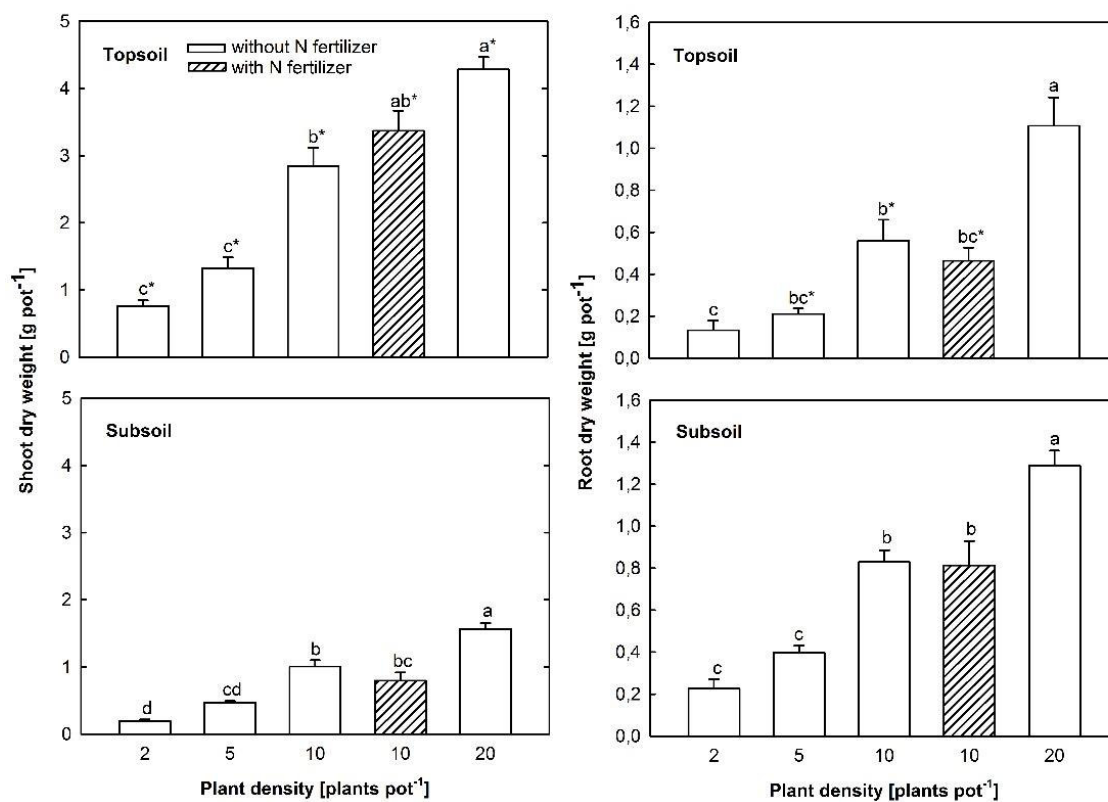 Shoot dry weight [g pot⁻¹]
5
4
3
2
1
0
Topsoil
without N fertilizer
with N fertilizer
c*
c*
b*
ab*
a*
Root dry weight [g pot⁻¹]
1,6
1,4
1,2
1,0
0,8
0,6
0,4
0,2
0,0
Topsoil
c
bc*
b*
bc*
a
5
4
3
2
1
0
Subsoil
d
cd
b
bc
a
2 5 10 10 20
Plant density [plants pot⁻¹]
1,6
1,4
1,2
1,0
0,8
0,6
0,4
0,2
0,0
Subsoil
c
c
b
b
a
2 5 10 10 20
Plant density [plants pot⁻¹]